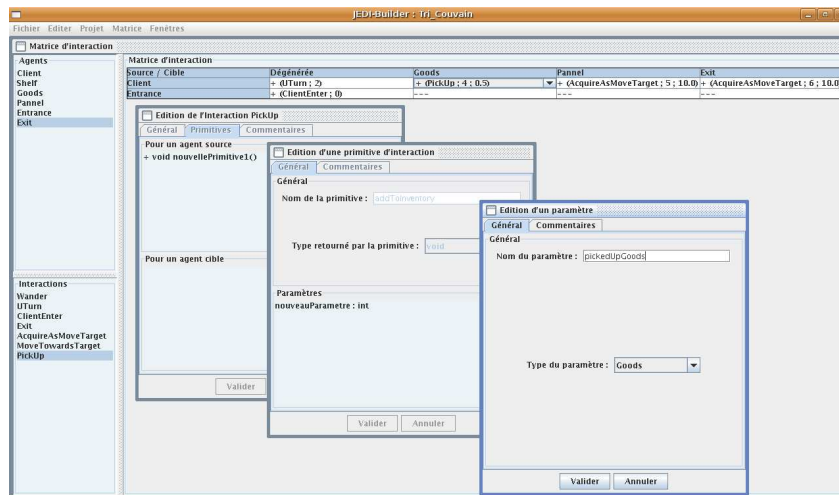 JEDI-Builder : Tri_Couvain
Fichier Editer Projet Matrice Fenêtres
Matrice d'interaction
Agents
Client
Shelf
Goods
Pannel
Entrance
Exit
Matrice d'interaction
Source / Cible Dégénérée Goods Pannel Exit
Client + (UTurn ; 2) + (PickUp ; 4 ; 0.5) + (AcquireAsMoveTarget ; 5 ; 10.0) + (AcquireAsMoveTarget ; 6 ; 10.0)
Entrance + (ClientEnter ; 0) --- --- ---
Edition de l'Interaction PickUp
Général Primitives Commentaires
Pour un agent source
+ void nouvellePrimitive1()
Pour un agent cible
Valider
Edition d'une primitive d'interaction
Général Commentaires
Général
Nom de la primitive : addToInventory
Type retourné par la primitive : void
Paramètres
nouveauParametre : int
Valider Annuler
Edition d'un paramètre
Général Commentaires
Général
Nom du paramètre : pickedUpGoods
Type du paramètre : Goods
Valider Annuler
Interactions
Wander
UTurn
ClientEnter
Exit
AcquireAsMoveTarget
MoveTowardsTarget
PickUp